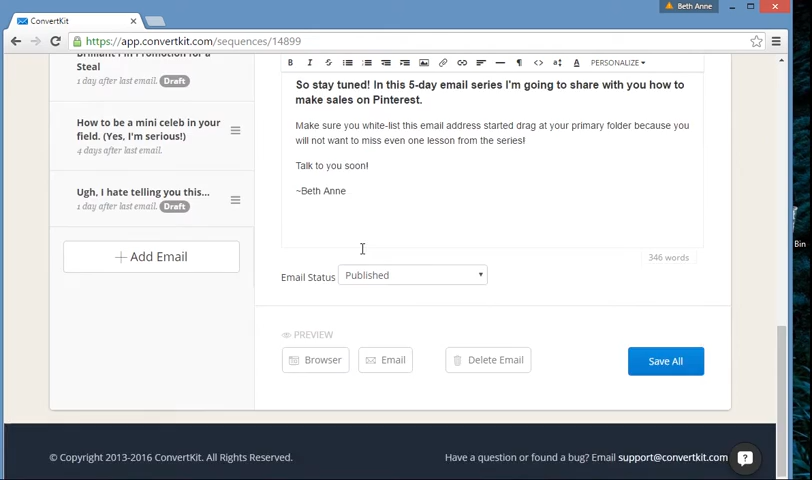 Beth Anne
ConvertKit
https://app.convertkit.com/sequences/14899
Steal
1 day after last email. Draft
How to be a mini celeb in your
field. (Yes, I'm serious!)
4 days after last email.
Ugh, I hate telling you this...
1 day after last email. Draft
+ Add Email
B I S A PERSONALIZE
So stay tuned! In this 5-day email series I'm going to share with you how to
make sales on Pinterest.
Make sure you white-list this email address started drag at your primary folder because you
will not want to miss even one lesson from the series!
Talk to you soon!
~Beth Anne
346 words
Email Status Published
PREVIEW
Browser Email Delete Email Save All
© Copyright 2013-2016 ConvertKit. All Rights Reserved.
Have a question or found a bug? Email support@convertkit.com
Bin